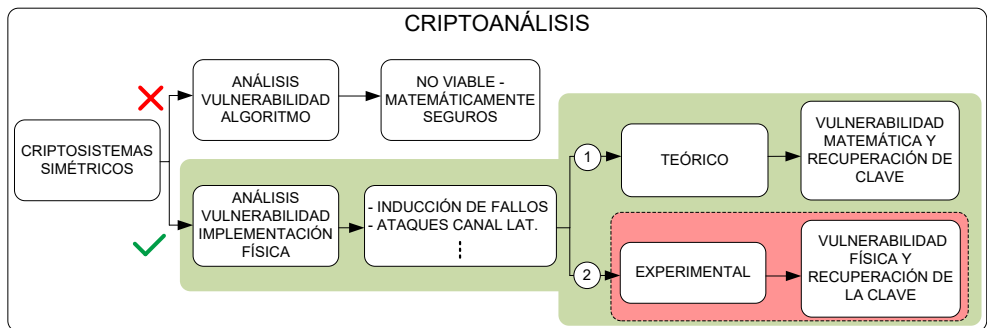 CRIPTOANÁLISIS
CRIPTOSISTEMAS
SIMÉTRICOS
ANÁLISIS
VULNERABILIDAD
ALGORITMO
NO VIABLE -
MATEMÁTICAMENTE
SEGUROS
ANÁLISIS
VULNERABILIDAD
IMPLEMENTACIÓN
FÍSICA
- INDUCCIÓN DE FALLOS
- ATAQUES CANAL LAT.
1
TEÓRICO
VULNERABILIDAD
MATEMÁTICA Y
RECUPERACIÓN DE
CLAVE
2
EXPERIMENTAL
VULNERABILIDAD
FÍSICA Y
RECUPERACIÓN DE
LA CLAVE